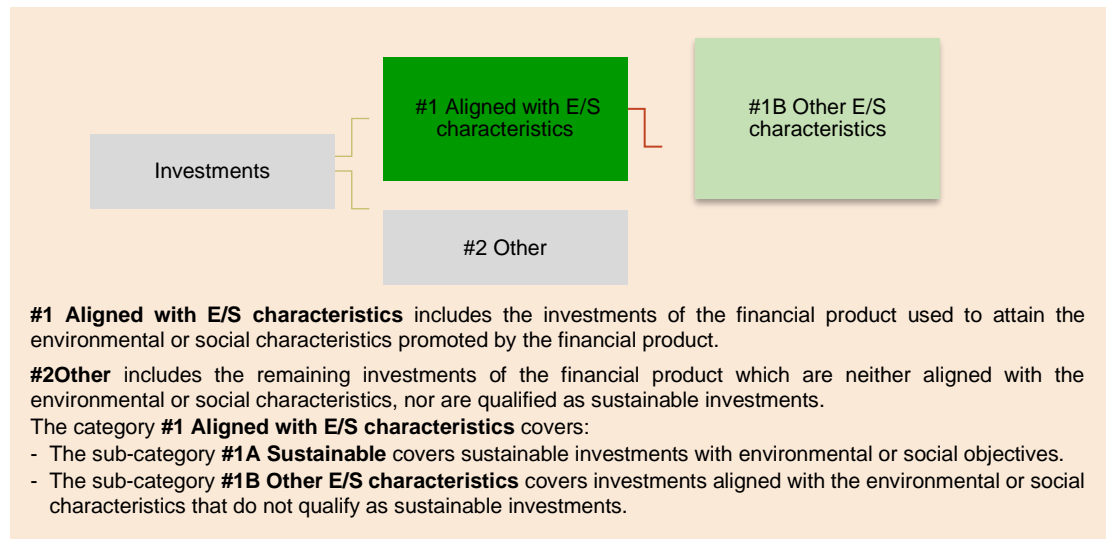 #1 Aligned with E/S
characteristics
#1B Other E/S
characteristics
Investments
#2 Other
#1 Aligned with E/S characteristics includes the investments of the financial product used to attain the
environmental or social characteristics promoted by the financial product.
#2Other includes the remaining investments of the financial product which are neither aligned with the
environmental or social characteristics, nor are qualified as sustainable investments.
The category #1 Aligned with E/S characteristics covers:
- The sub-category #1A Sustainable covers sustainable investments with environmental or social objectives.
- The sub-category #1B Other E/S characteristics covers investments aligned with the environmental or social
characteristics that do not qualify as sustainable investments.